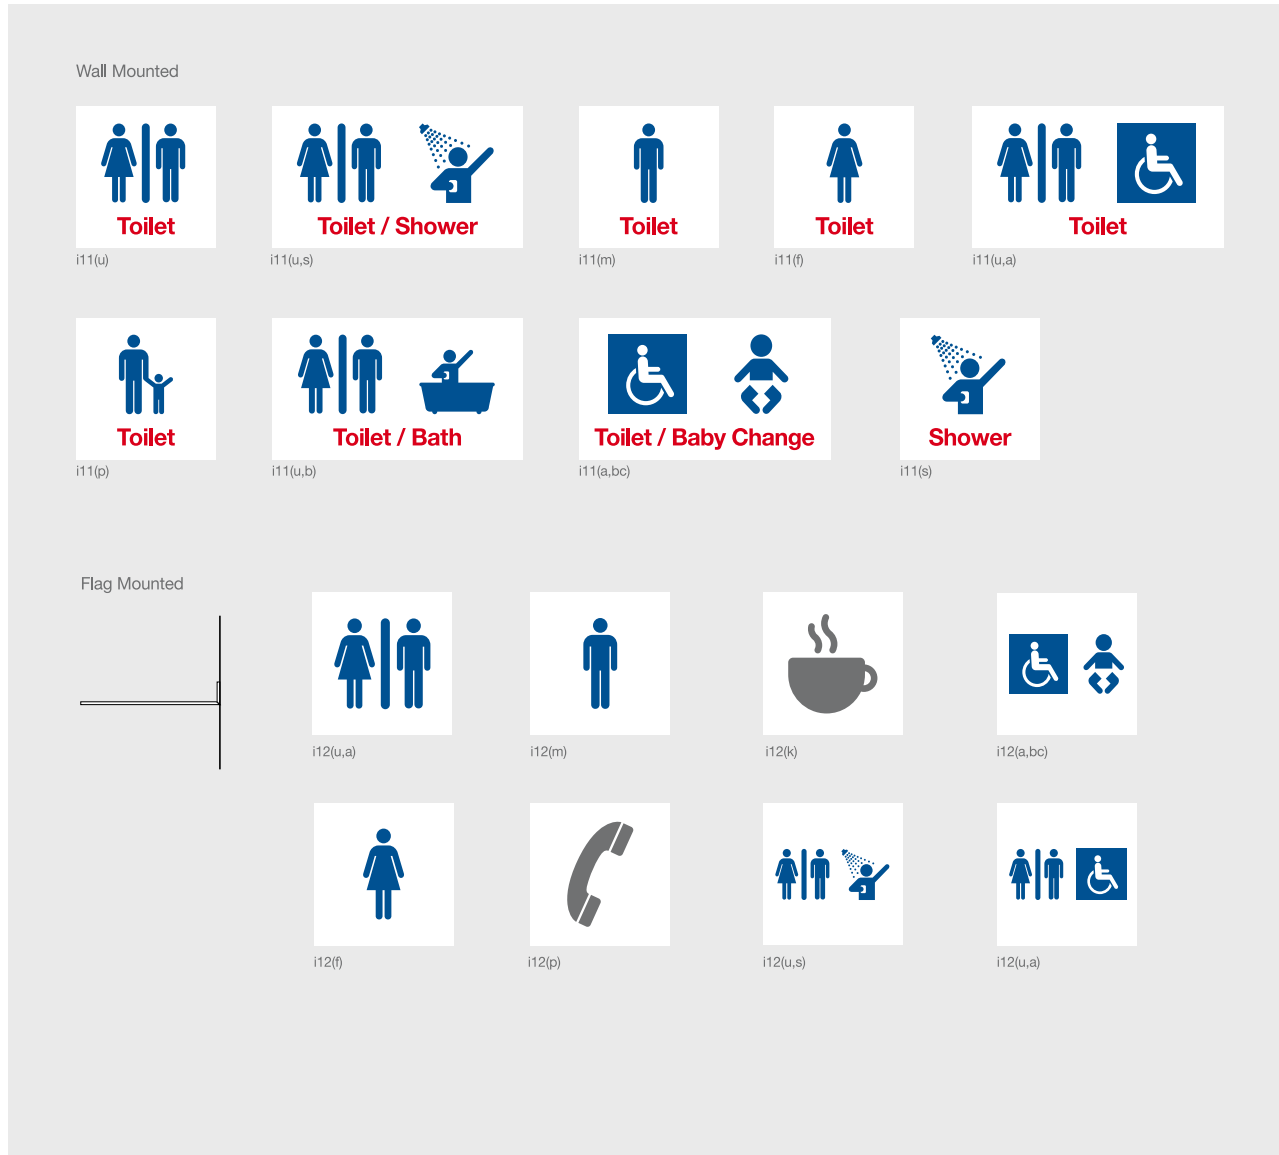 Wall Mounted
Toilet
Toilet / Shower
Toilet
Toilet
Toilet
i11(u)
i11(u,s)
i11(m)
i11(f)
i11(u,a)
Toilet
Toilet / Bath
Toilet / Baby Change
Shower
i11(p)
i11(u,b)
i11(a,bc)
i11(s)
Flag Mounted
i12(u,a)
i12(m)
i12(k)
i12(a,bc)
i12(f)
i12(p)
i12(u,s)
i12(u,a)